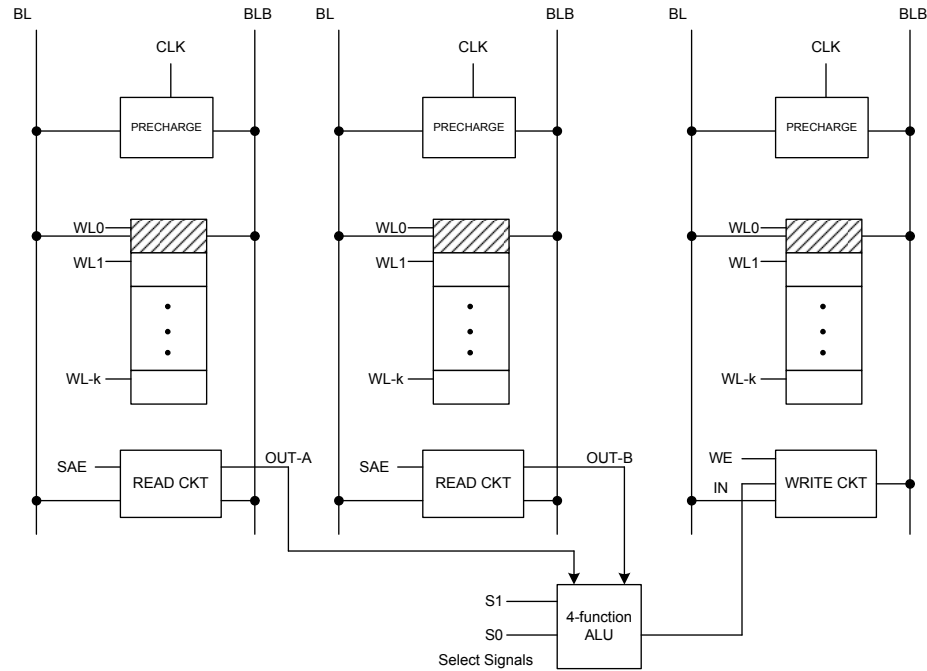 BL BLB BL BLB BL BLB
CLK CLK CLK
PRECHARGE PRECHARGE PRECHARGE
WL0 WL0 WL0
WL1 WL1 WL1
WL-k WL-k WL-k
OUT-A OUT-B
SAE READ CKT SAE READ CKT WE WRITE CKT
IN
S1 4-function
S0 ALU
Select Signals